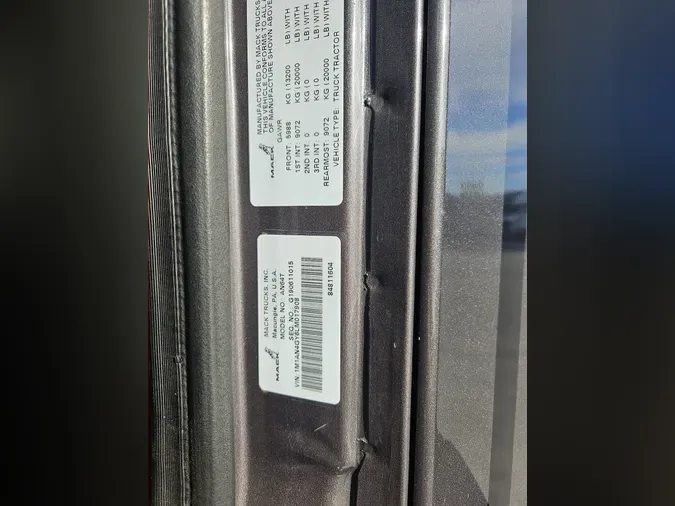 MANUFACTURED BY MACK TRUCKS,
THIS VEHICLE CONFORMS TO ALL A
OF MANUFACTURE SHOWN ABOVE
MACK
GAWR
FRONT: 5988 KG ( 13200 LB) WITH
1ST INT: 9072 KG ( 20000 LB) WITH
2ND INT: 0 KG ( 0 LB) WITH
3RD INT: 0 KG ( 0 LB) WITH
REARMOST: 9072 KG ( 20000 LB) WITH
VEHICLE TYPE: TRUCK TRACTOR
MACK
MACK TRUCKS, INC.
Macungie, PA, U.S.A.
MODEL NO. AN64T
SEQ. NO. G190611015
VIN: 1M1AN4GY6LM017908
84811604